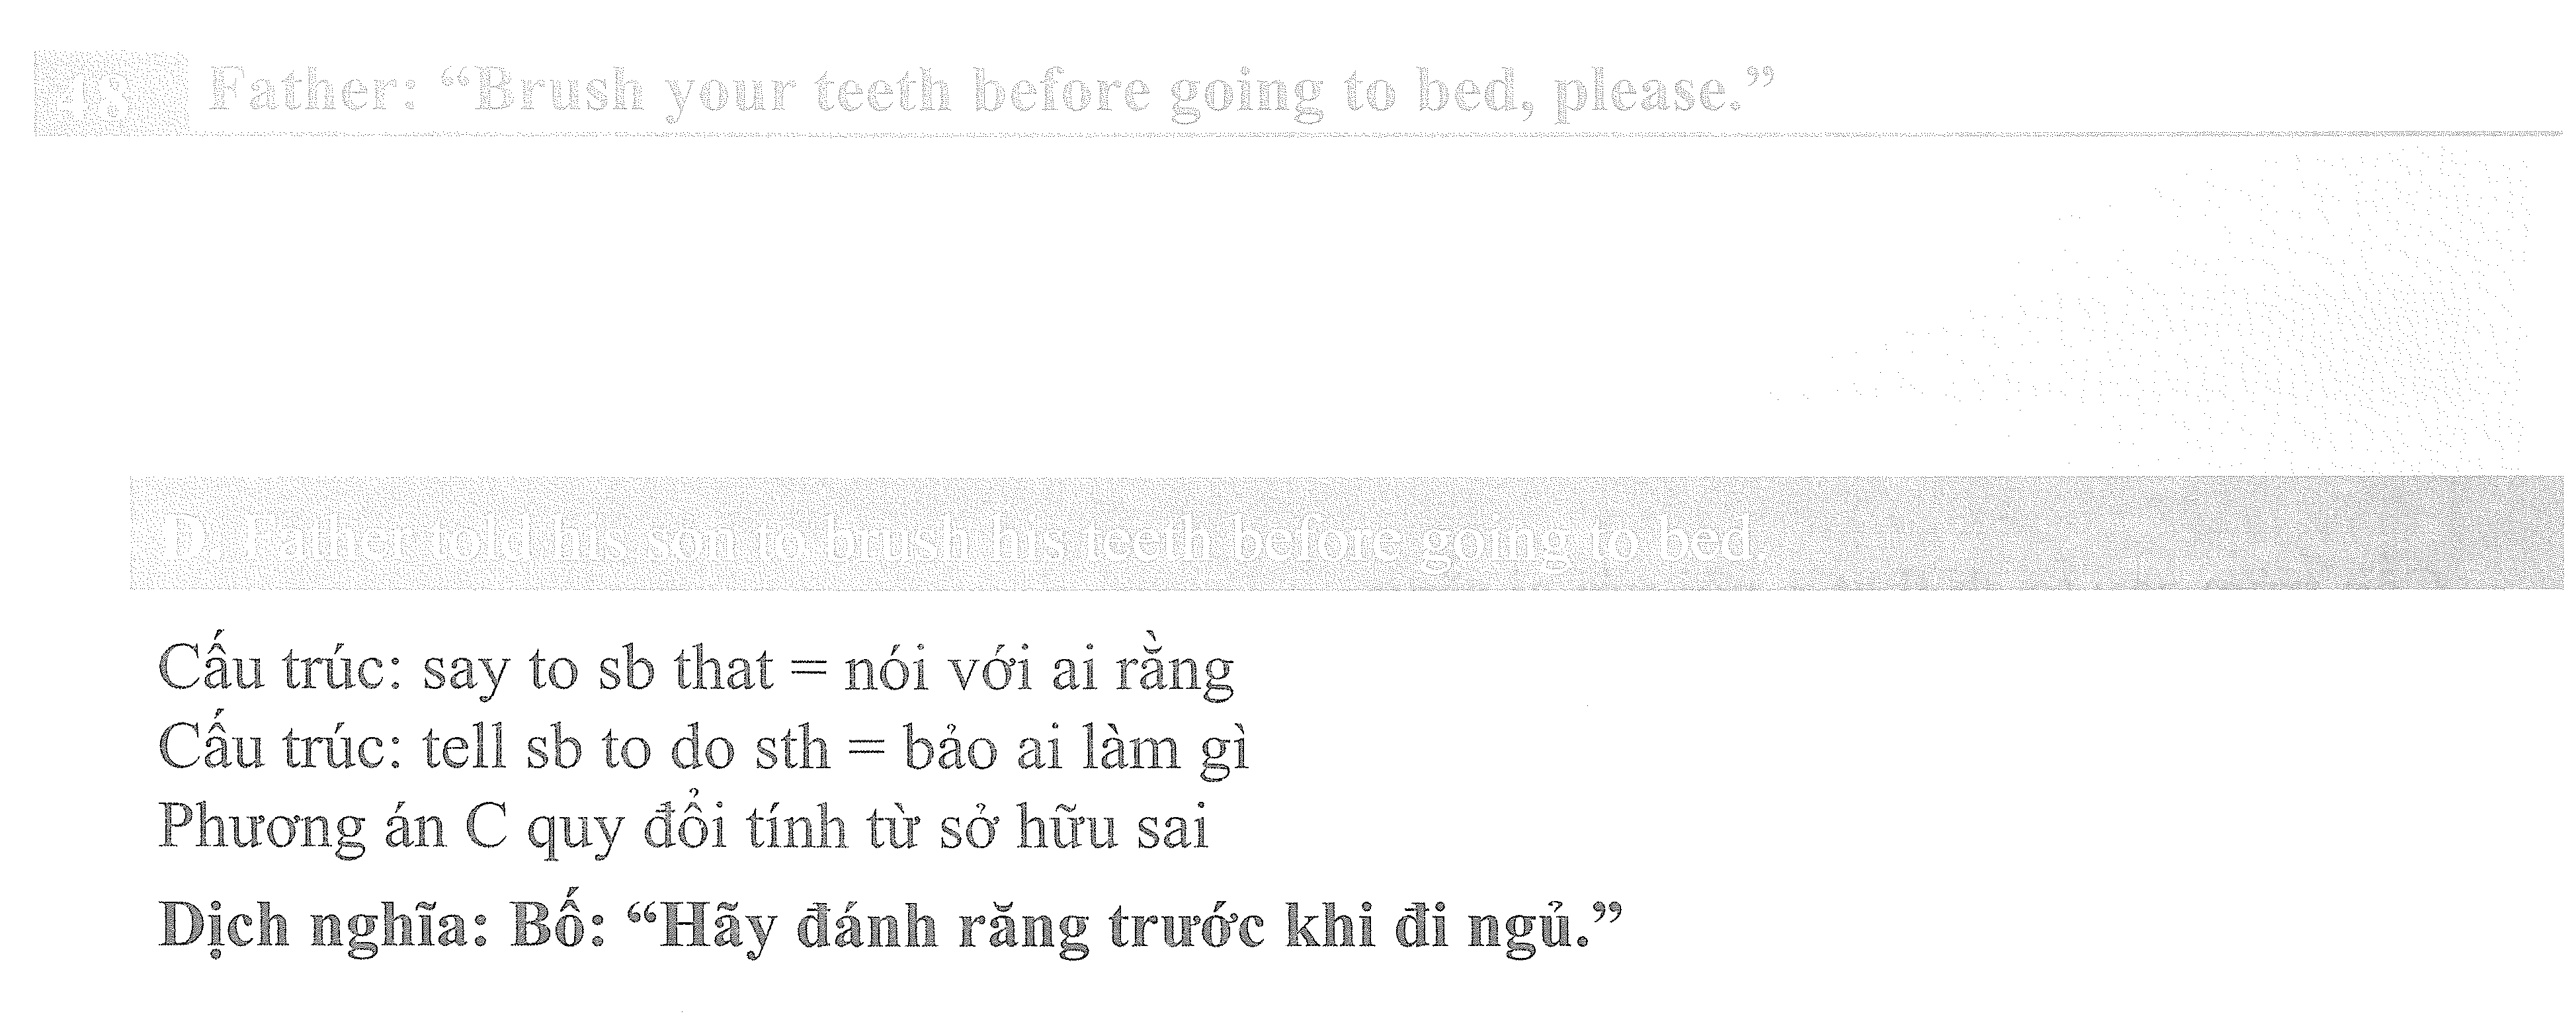 48 Father: “Brush your teeth before going to bed, please.”
D. Father told his son to brush his teeth before going to bed.
Cấu trúc: say to sb that = nói với ai rằng
Cấu trúc: tell sb to do sth = bảo ai làm gì
Phương án C quy đổi tính từ sở hữu sai
Dịch nghĩa: Bố: “Hãy đánh răng trước khi đi ngủ.”